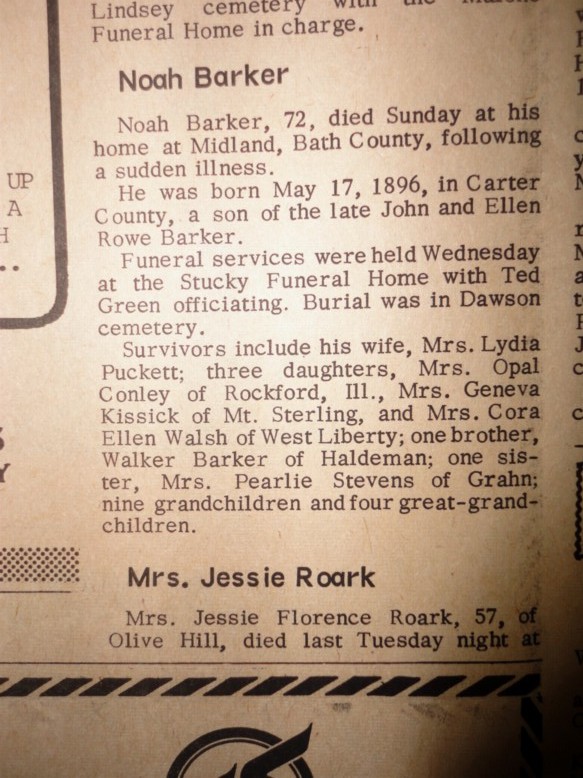 Lindsey cemetery with the
Funeral Home in charge.
Noah Barker
Noah Barker, 72, died Sunday at his
home at Midland, Bath County, following
a sudden illness.
He was born May 17, 1896, in Carter
County, a son of the late John and Ellen
Rowe Barker.
Funeral services were held Wednesday
at the Stucky Funeral Home with Ted
Green officiating. Burial was in Dawson
cemetery.
Survivors include his wife, Mrs. Lydia
Puckett; three daughters, Mrs. Opal
Conley of Rockford, Ill., Mrs. Geneva
Kissick of Mt. Sterling, and Mrs. Cora
Ellen Walsh of West Liberty; one brother,
Walker Barker of Haldeman; one sis-
ter, Mrs. Pearlie Stevens of Grahn;
nine grandchildren and four great-grand-
children.
Mrs. Jessie Roark
Mrs. Jessie Florence Roark, 57, of
Olive Hill, died last Tuesday night at
UP
A
H
..
S
Y